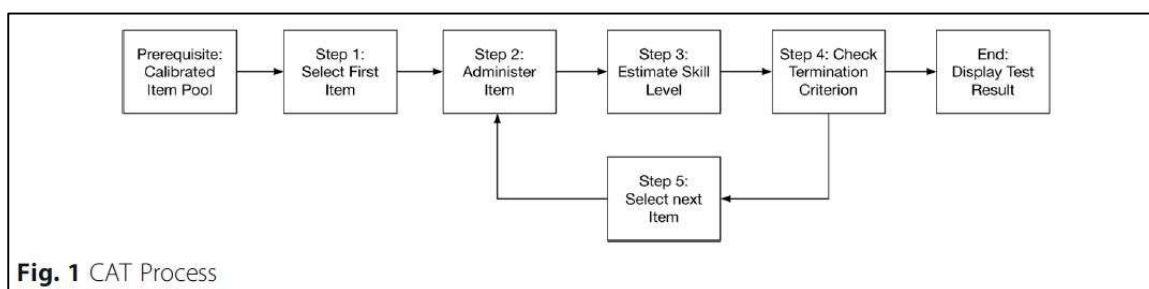 Prerequisite:
Calibrated
Item Pool
Step 1:
Select First
Item
Step 2:
Administer
Item
Step 3:
Estimate Skill
Level
Step 4: Check
Termination
Criterion
End:
Display Test
Result
Step 5:
Select next
Item
Fig. 1 CAT Process